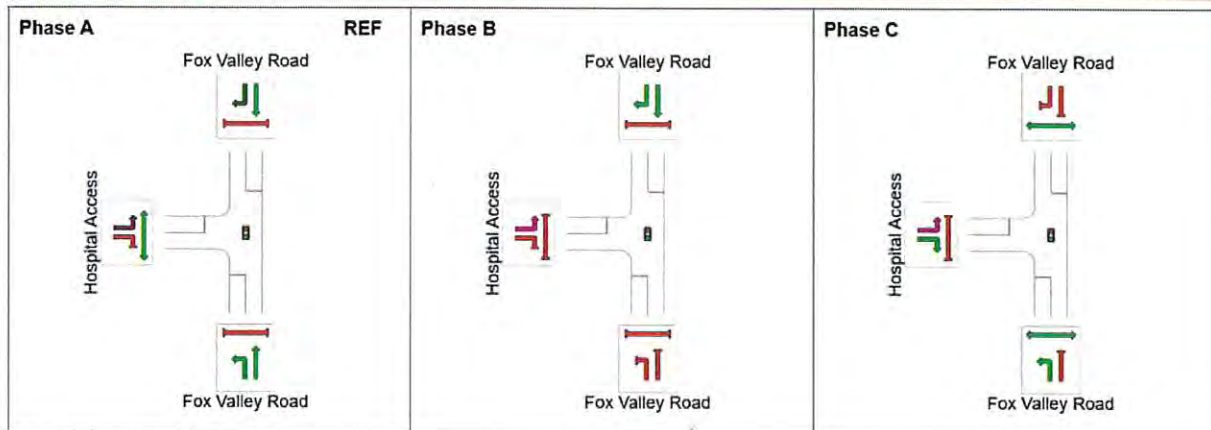 Phase A REF
Fox Valley Road
Hospital Access
Fox Valley Road
Phase B
Fox Valley Road
Hospital Access
Fox Valley Road
Phase C
Fox Valley Road
Hospital Access
Fox Valley Road